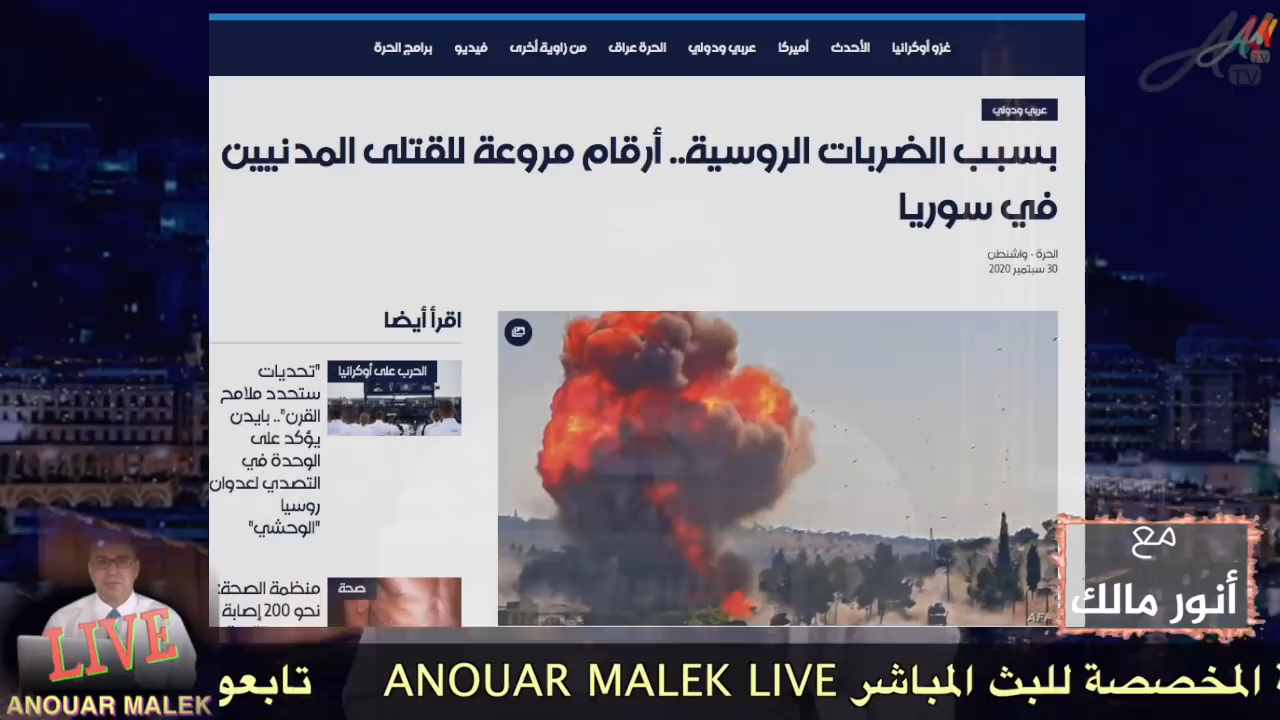 غزو أوكرانيا الأحدث أميركا عربي ودولي الحرة عراق من زاوية أخرى فيديو برامج الحرة
عربي ودولي
بسبب الضربات الروسية.. أرقام مروعة للقتلى المدنيين
في سوريا
الحرة - واشنطن
30 سبتمبر 2020
اقرأ أيضا
الحرب على أوكرانيا
"تحديات
ستحدد ملامح
القرن".. بايدن
يؤكد على
الوحدة في
التصدي لعدوان
روسيا
"الوحشي"
صحة
منظمة الصحة:
نحو 200 إصابة
TV
TV
مع
أنور مالك
LIVE
ANOUAR MALEK
المخصصة للبث المباشر ANOUAR MALEK LIVE تابعو